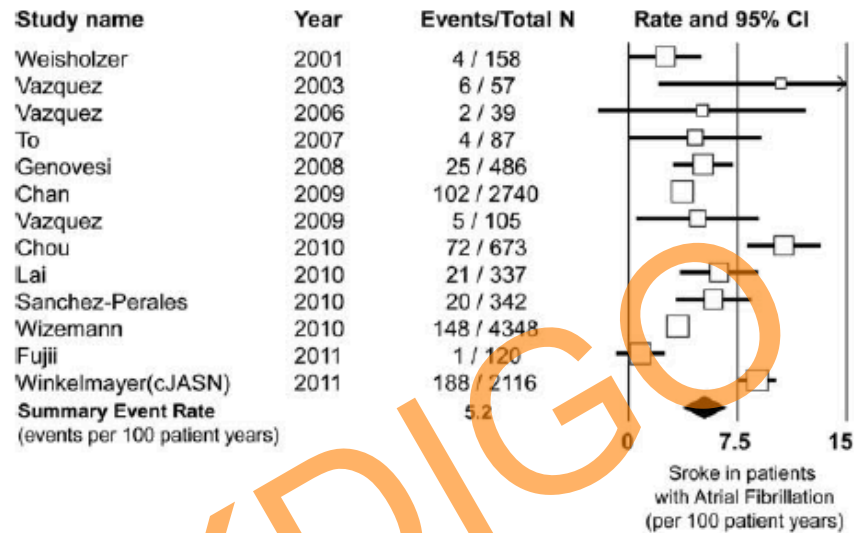 Study name Year Events/Total N Rate and 95% CI
Weisholzer 2001 4 / 158
Vazquez 2003 6 / 57
Vazquez 2006 2 / 39
To 2007 4 / 87
Genovesi 2008 25 / 486
Chan 2009 102 / 2740
Vazquez 2009 5 / 105
Chou 2010 72 / 673
Lai 2010 21 / 337
Sanchez-Perales 2010 20 / 342
Wizemann 2010 148 / 4348
Fujii 2011 1 / 120
Winkelmayer(cJASN) 2011 188 / 2116
Summary Event Rate 5.2
(events per 100 patient years)
0 7.5 15
Sroke in patients
with Atrial Fibrillation
(per 100 patient years)
KDIGO